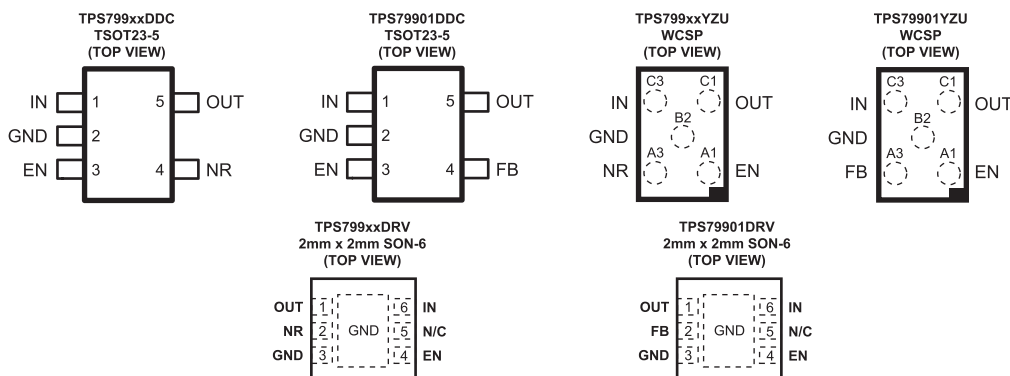 TPS799xxDDC
TSOT23-5
(TOP VIEW)
IN 1 5 OUT
GND 2
EN 3 4 NR
TPS79901DDC
TSOT23-5
(TOP VIEW)
IN 1 5 OUT
GND 2
EN 3 4 FB
TPS799xxYZU
WCSP
(TOP VIEW)
C3 C1
IN OUT
B2
GND
A3 A1
NR EN
TPS79901YZU
WCSP
(TOP VIEW)
C3 C1
IN OUT
B2
GND
A3 A1
FB EN
TPS799xxDRV
2mm x 2mm SON-6
(TOP VIEW)
OUT 1 6 IN
NR 2 GND 5 N/C
GND 3 4 EN
TPS79901DRV
2mm x 2mm SON-6
(TOP VIEW)
OUT 1 6 IN
FB 2 GND 5 N/C
GND 3 4 EN